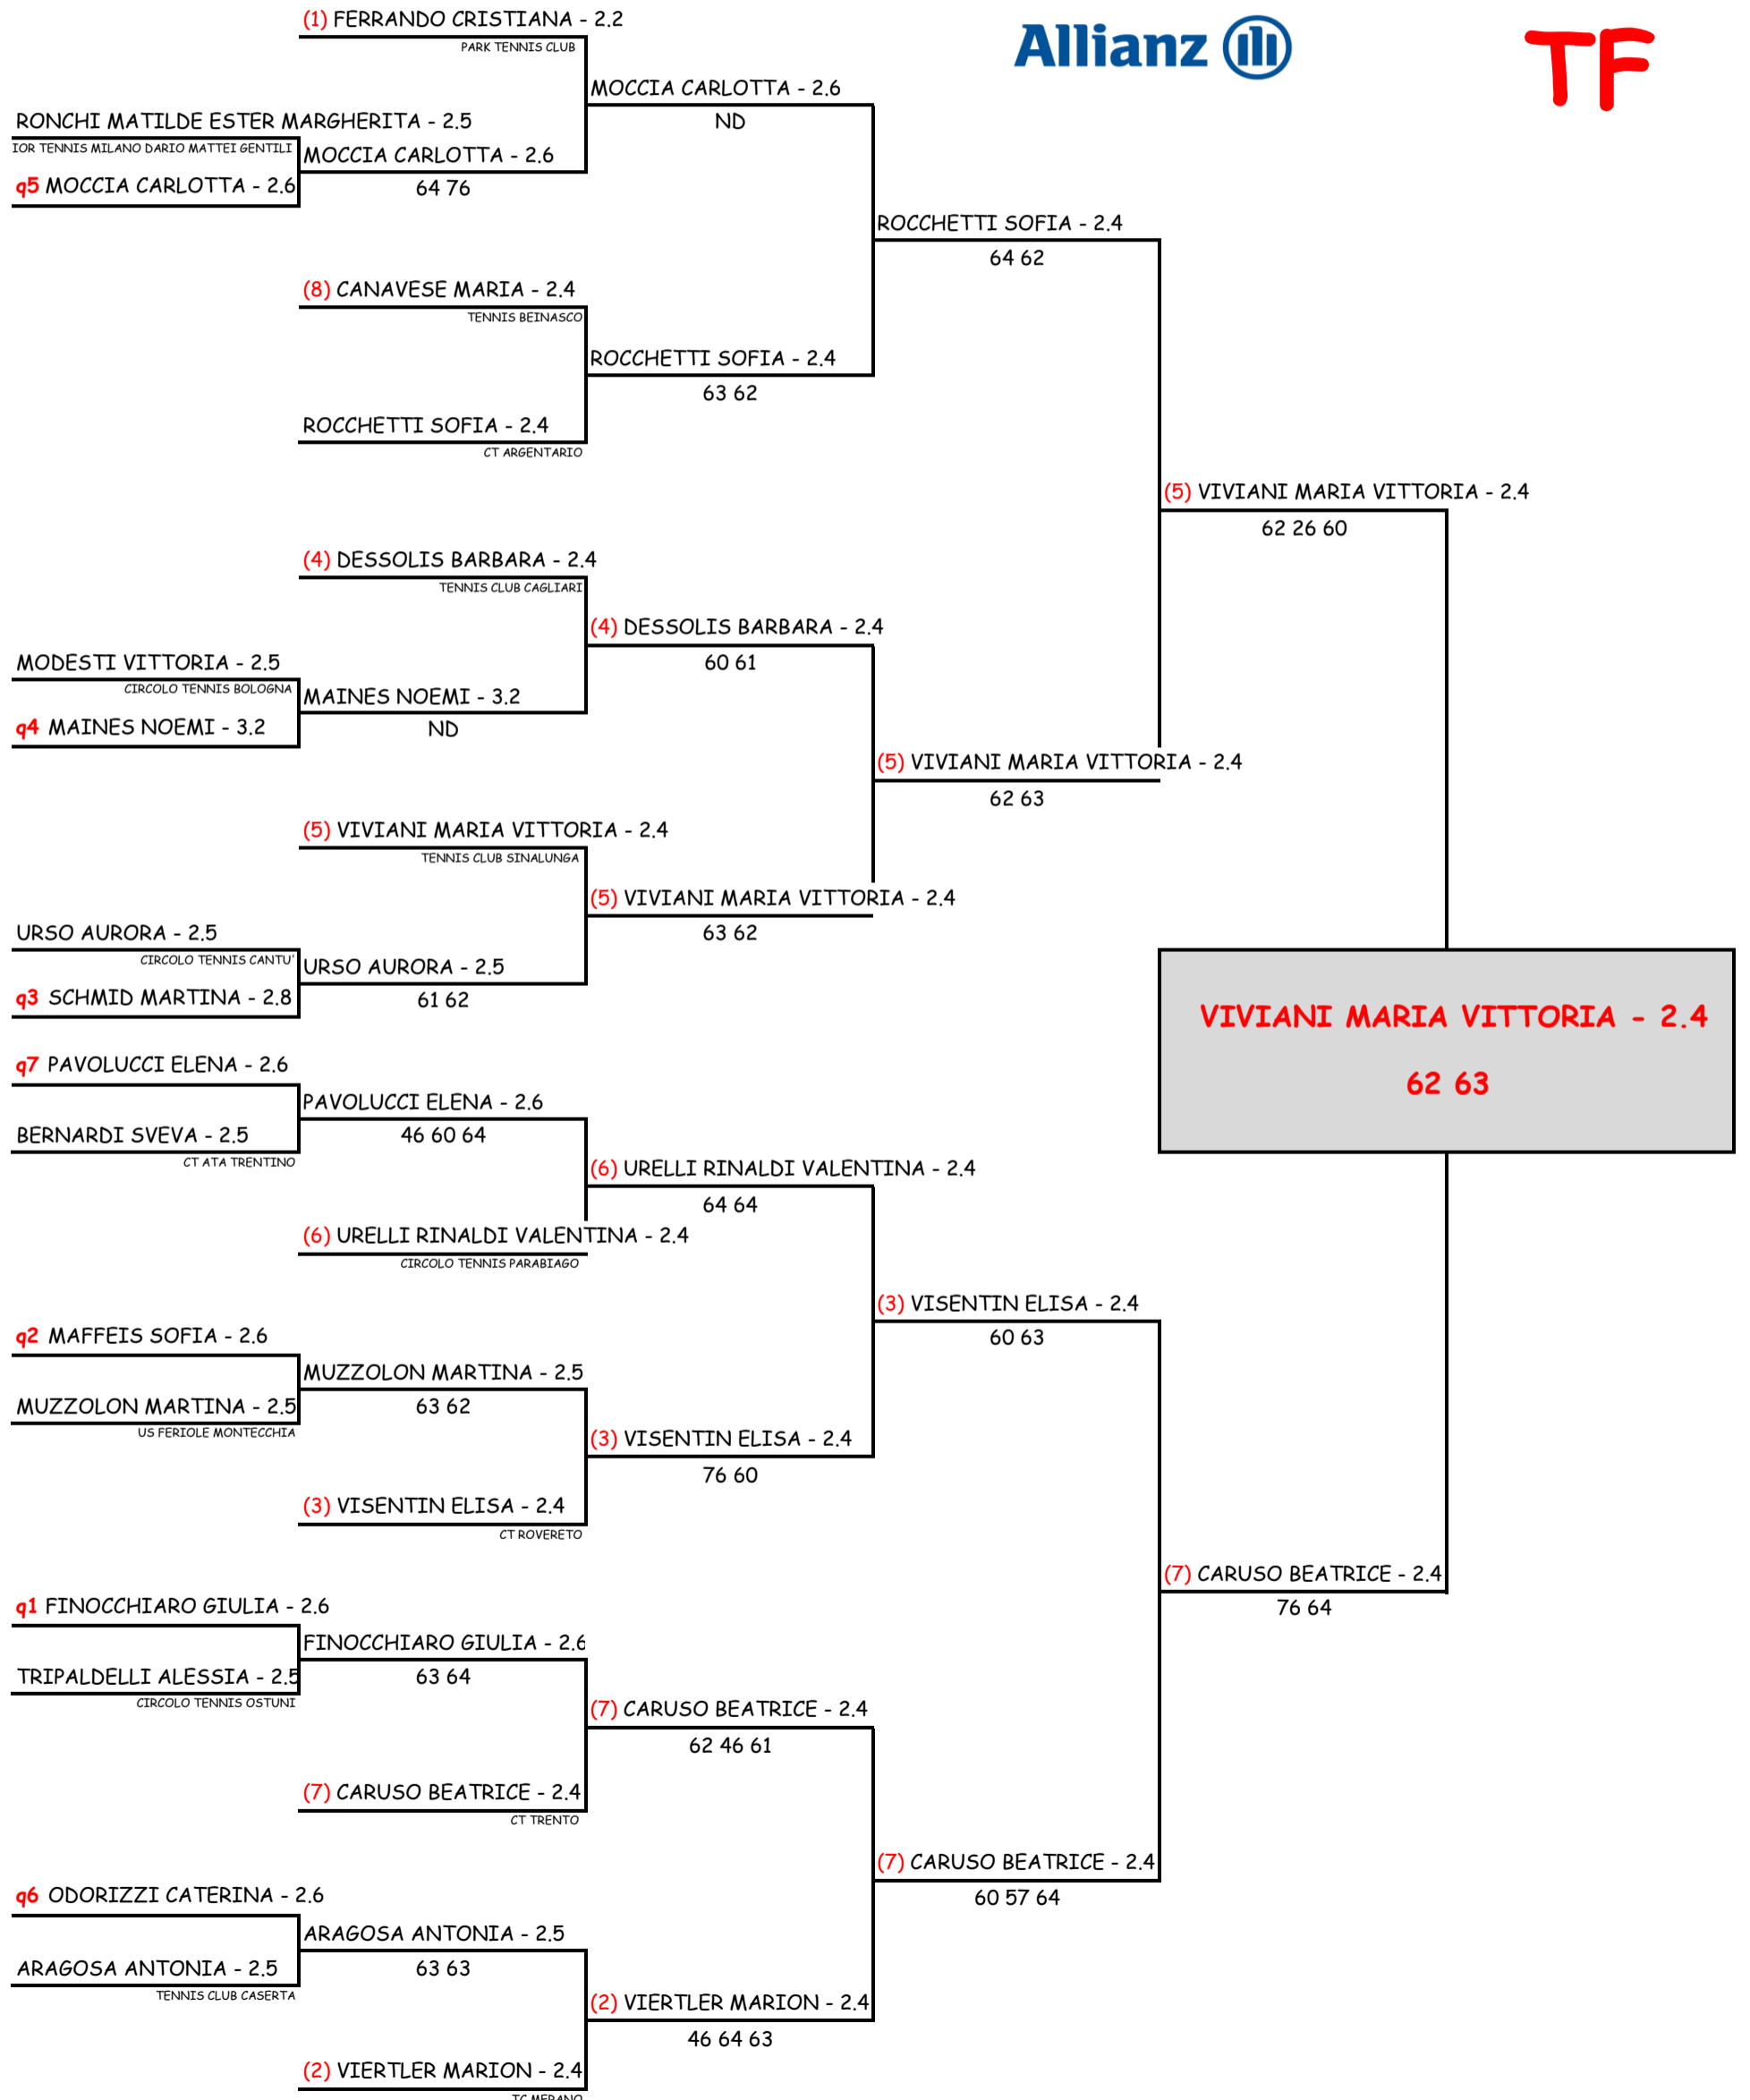 (1) FERRANDO CRISTIANA - 2.2
PARK TENNIS CLUB
Allianz
TF
MOCCIA CARLOTTA - 2.6
ND
RONCHI MATILDE ESTER MARGHERITA - 2.5
IOR TENNIS MILANO DARIO MATTEI GENTILI
MOCCIA CARLOTTA - 2.6
q5 MOCCIA CARLOTTA - 2.6
64 76
ROCCHETTI SOFIA - 2.4
64 62
(8) CANAVESE MARIA - 2.4
TENNIS BEINASCO
ROCCHETTI SOFIA - 2.4
63 62
ROCCHETTI SOFIA - 2.4
CT ARGENTARIO
(5) VIVIANI MARIA VITTORIA - 2.4
62 26 60
(4) DESSOLIS BARBARA - 2.4
TENNIS CLUB CAGLIARI
(4) DESSOLIS BARBARA - 2.4
60 61
MODESTI VITTORIA - 2.5
CIRCOLO TENNIS BOLOGNA
MAINES NOEMI - 3.2
q4 MAINES NOEMI - 3.2
ND
(5) VIVIANI MARIA VITTORIA - 2.4
62 63
(5) VIVIANI MARIA VITTORIA - 2.4
TENNIS CLUB SINALUNGA
(5) VIVIANI MARIA VITTORIA - 2.4
63 62
URSO AURORA - 2.5
CIRCOLO TENNIS CANTU'
URSO AURORA - 2.5
q3 SCHMID MARTINA - 2.8
61 62
VIVIANI MARIA VITTORIA - 2.4
62 63
q7 PAVOLUCCI ELENA - 2.6
PAVOLUCCI ELENA - 2.6
BERNARDI SVEVA - 2.5
46 60 64
CT ATA TRENTINO
(6) URELLI RINALDI VALENTINA - 2.4
64 64
(6) URELLI RINALDI VALENTINA - 2.4
CIRCOLO TENNIS PARABIAGO
(3) VISENTIN ELISA - 2.4
60 63
q2 MAFFEIS SOFIA - 2.6
MUZZOLON MARTINA - 2.5
MUZZOLON MARTINA - 2.5
63 62
US FERIOLE MONTECCHIA
(3) VISENTIN ELISA - 2.4
76 60
(3) VISENTIN ELISA - 2.4
CT ROVERETO
(7) CARUSO BEATRICE - 2.4
76 64
q1 FINOCCHIARO GIULIA - 2.6
FINOCCHIARO GIULIA - 2.6
TRIPALDELLI ALESSIA - 2.5
63 64
CIRCOLO TENNIS OSTUNI
(7) CARUSO BEATRICE - 2.4
62 46 61
(7) CARUSO BEATRICE - 2.4
CT TRENTO
(7) CARUSO BEATRICE - 2.4
60 57 64
q6 ODORIZZI CATERINA - 2.6
ARAGOSA ANTONIA - 2.5
ARAGOSA ANTONIA - 2.5
63 63
TENNIS CLUB CASERTA
(2) VIERTLER MARION - 2.4
46 64 63
(2) VIERTLER MARION - 2.4
TC MERANO